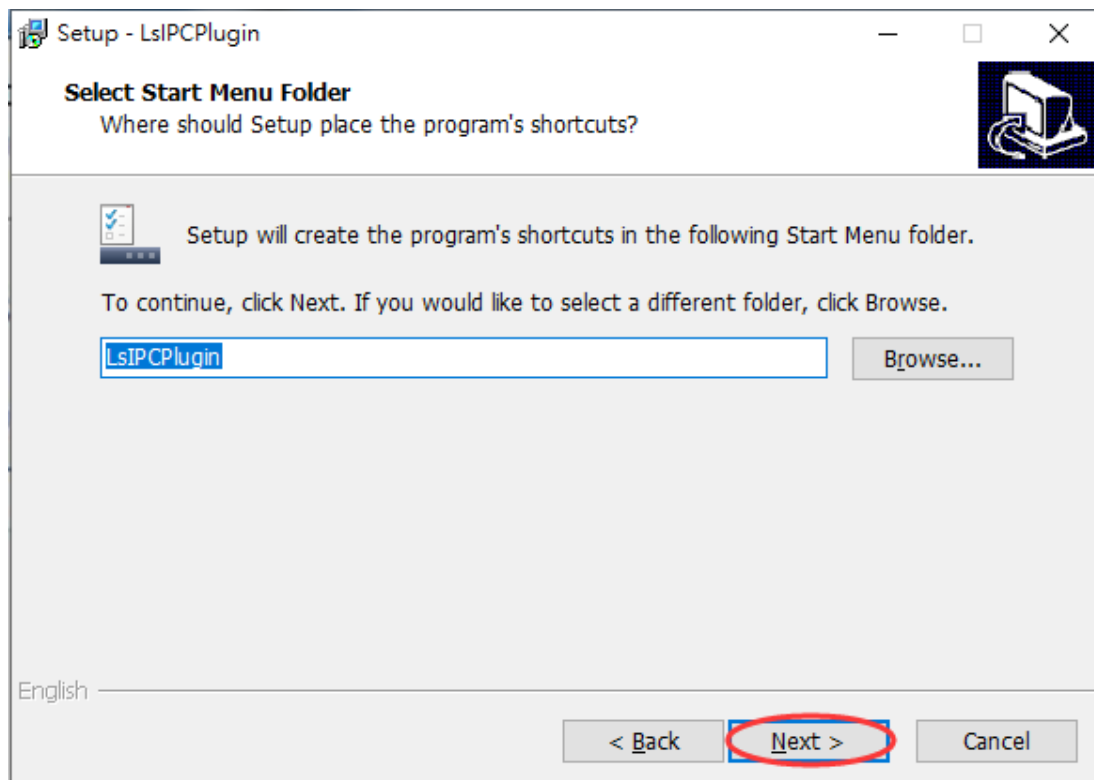 Setup - LsIPCPlugin
Select Start Menu Folder
Where should Setup place the program's shortcuts?
Setup will create the program's shortcuts in the following Start Menu folder.
To continue, click Next. If you would like to select a different folder, click Browse.
LsIPCPlugin
Browse...
English
< Back
Next >
Cancel